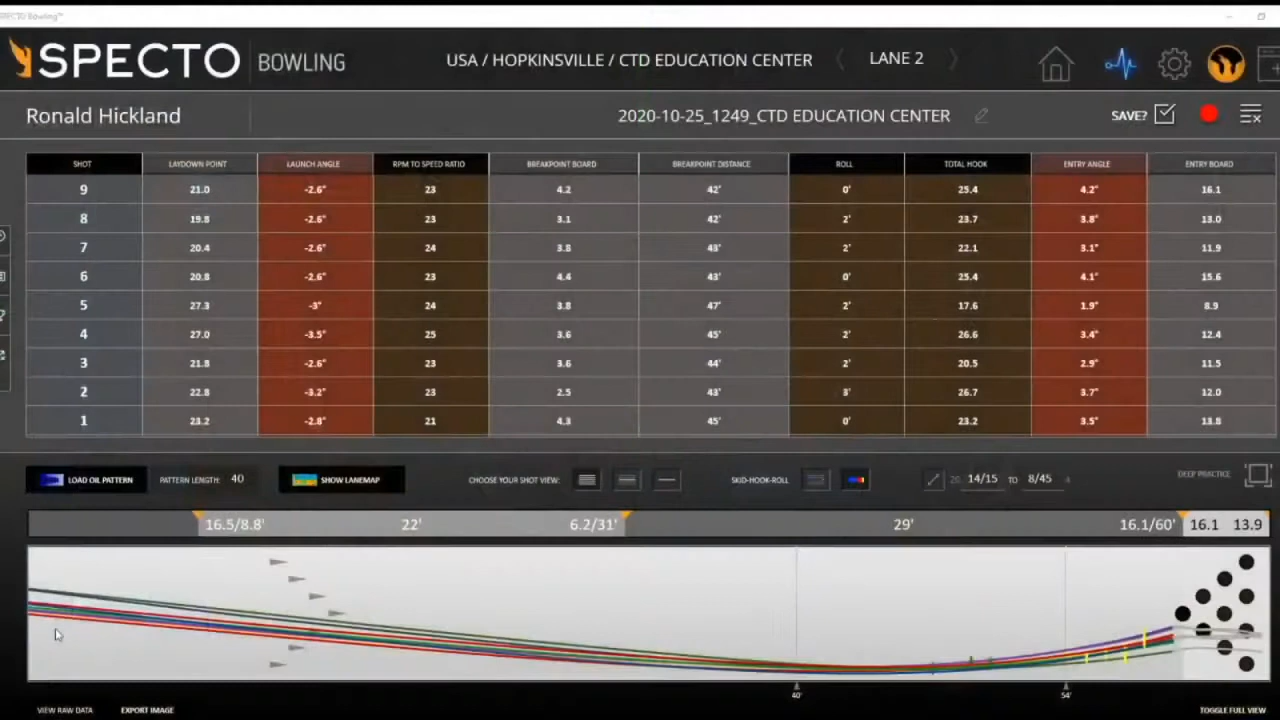 SPECTO Bowling™
SPECTO BOWLING USA / HOPKINSVILLE / CTD EDUCATION CENTER LANE 2
Ronald Hickland 2020-10-25_1249_CTD EDUCATION CENTER SAVE?
SHOT LAYDOWN POINT LAUNCH ANGLE RPM TO SPEED RATIO BREAKPOINT BOARD BREAKPOINT DISTANCE ROLL TOTAL HOOK ENTRY ANGLE ENTRY BOARD
9 21.0 -2.6° 23 4.2 42' 0' 25.4 4.2° 16.1
8 19.8 -2.6° 23 3.1 42' 2' 23.7 3.8° 13.0
7 20.4 -2.6° 24 3.8 43' 2' 22.1 3.1° 11.9
6 20.8 -2.6° 23 4.4 43' 0' 25.4 4.1° 15.6
5 27.3 -3° 24 3.8 47' 2' 17.6 1.9° 8.9
4 27.0 -3.5° 25 3.6 45' 2' 26.6 3.4° 12.4
3 21.8 -2.6° 23 3.6 44' 2' 20.5 2.9° 11.5
2 22.8 -3.2° 23 2.5 43' 3' 26.7 3.7° 12.0
1 23.2 -2.8° 21 4.3 45' 0' 23.2 3.5° 13.8
LOAD OIL PATTERN PATTERN LENGTH: 40 SHOW LANEMAP CHOOSE YOUR SHOT VIEW: SKID-HOOK-ROLL 14/15 TO 8/45 DEEP PRACTICE
16.5/8.8' 22' 6.2/31' 29' 16.1/60' 16.1 13.9
40' 54'
VIEW RAW DATA EXPORT IMAGE TOGGLE FULL VIEW